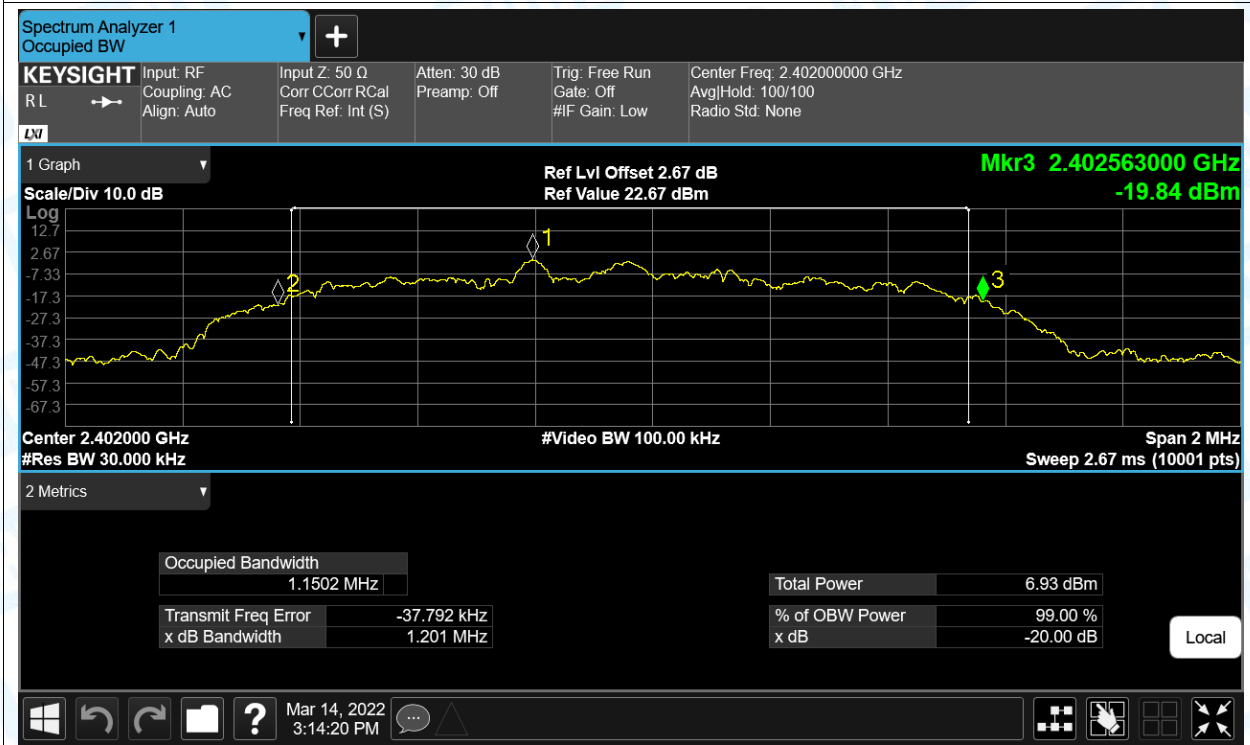 Spectrum Analyzer 1
Occupied BW
+
KEYSIGHT
R L
LXI
Input: RF
Coupling: AC
Align: Auto
Input Z: 50 Ω
Corr CCorr RCal
Freq Ref: Int (S)
Atten: 30 dB
Preamp: Off
Trig: Free Run
Gate: Off
#IF Gain: Low
Center Freq: 2.402000000 GHz
Avg|Hold: 100/100
Radio Std: None
1 Graph
Scale/Div 10.0 dB
Ref Lvl Offset 2.67 dB
Ref Value 22.67 dBm
Mkr3 2.402563000 GHz
-19.84 dBm
Log
12.7
2.67
-7.33
-17.3
-27.3
-37.3
-47.3
-57.3
-67.3
1
2
3
Center 2.402000 GHz
#Video BW 100.00 kHz
Span 2 MHz
#Res BW 30.000 kHz
Sweep 2.67 ms (10001 pts)
2 Metrics
Occupied Bandwidth
1.1502 MHz
Transmit Freq Error -37.792 kHz
x dB Bandwidth 1.201 MHz
Total Power 6.93 dBm
% of OBW Power 99.00 %
x dB -20.00 dB
Local
?
Mar 14, 2022
3:14:20 PM